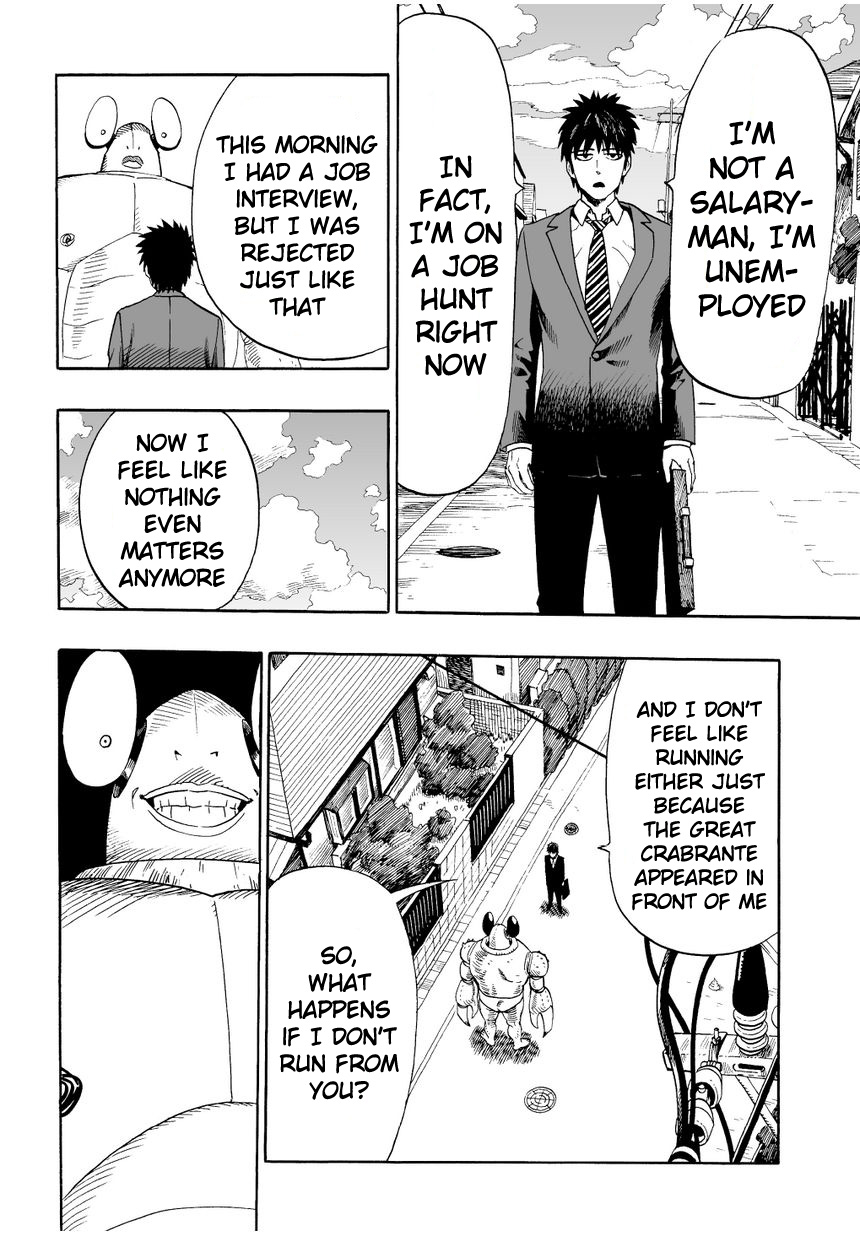 I'M
NOT A
SALARY-
MAN, I'M
UNEM-
PLOYED
IN
FACT,
I'M ON
A JOB
HUNT
RIGHT
NOW
THIS MORNING
I HAD A JOB
INTERVIEW,
BUT I WAS
REJECTED
JUST LIKE
THAT
NOW I
FEEL LIKE
NOTHING
EVEN
MATTERS
ANYMORE
AND I DON'T
FEEL LIKE
RUNNING
EITHER JUST
BECAUSE
THE GREAT
CRABRANTE
APPEARED IN
FRONT OF ME
SO,
WHAT
HAPPENS
IF I DON'T
RUN FROM
YOU?